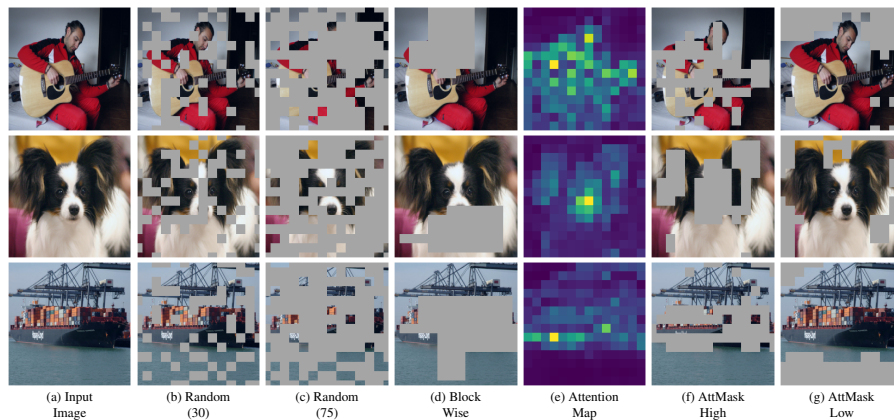 (a) Input
Image
(b) Random
(30)
(c) Random
(75)
(d) Block
Wise
(e) Attention
Map
(f) AttMask
High
(g) AttMask
Low